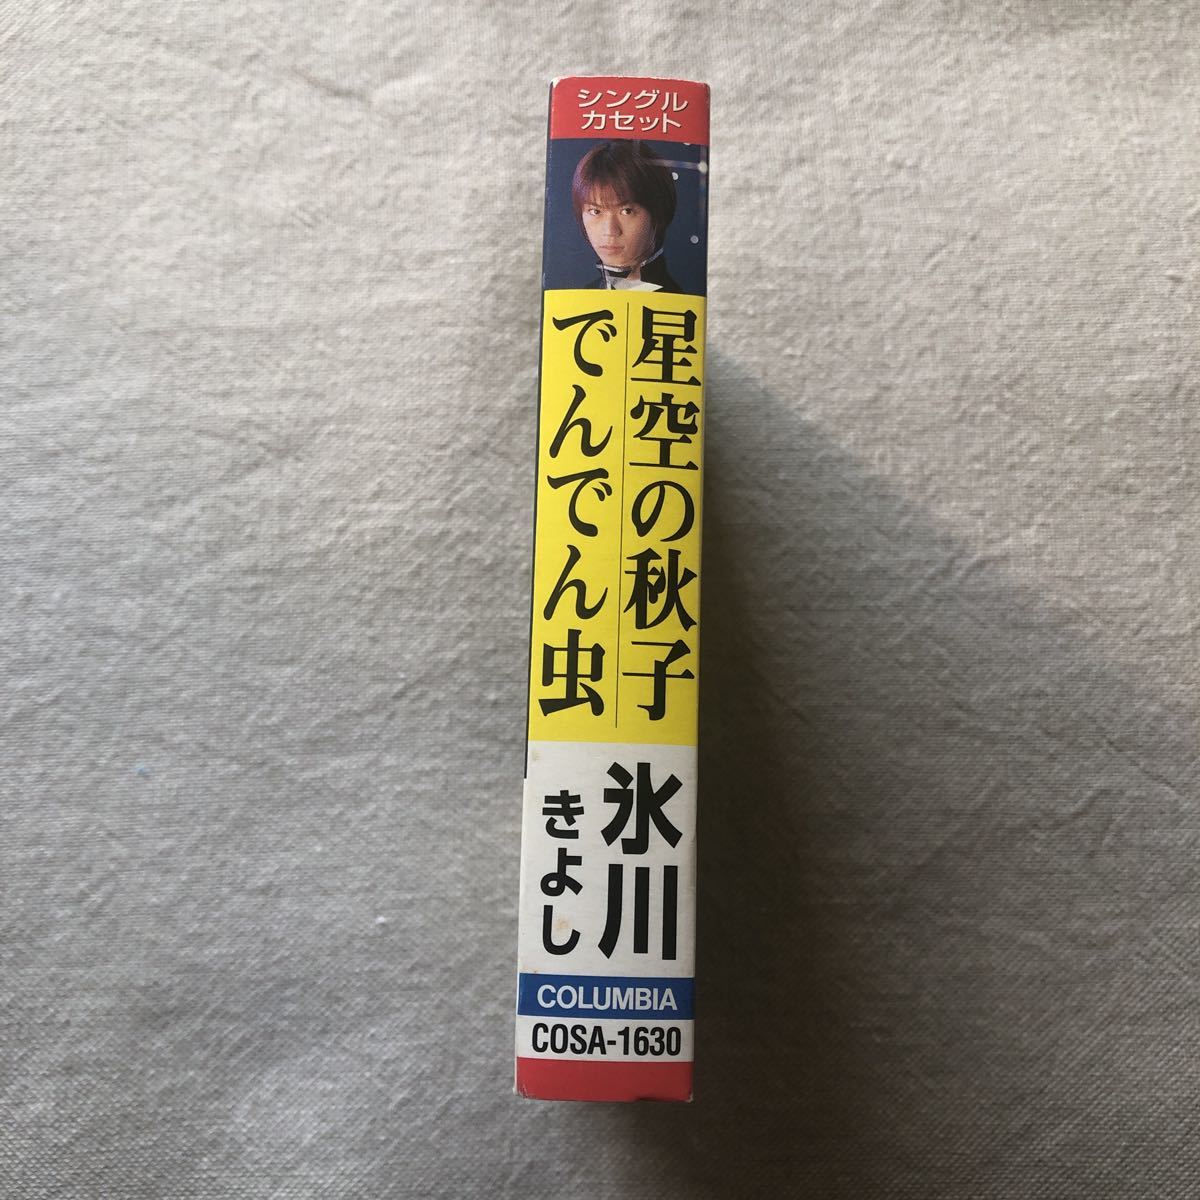 シングル
カセット
星空の秋子
でんでん虫
氷川
きよし
COLUMBIA
COSA-1630